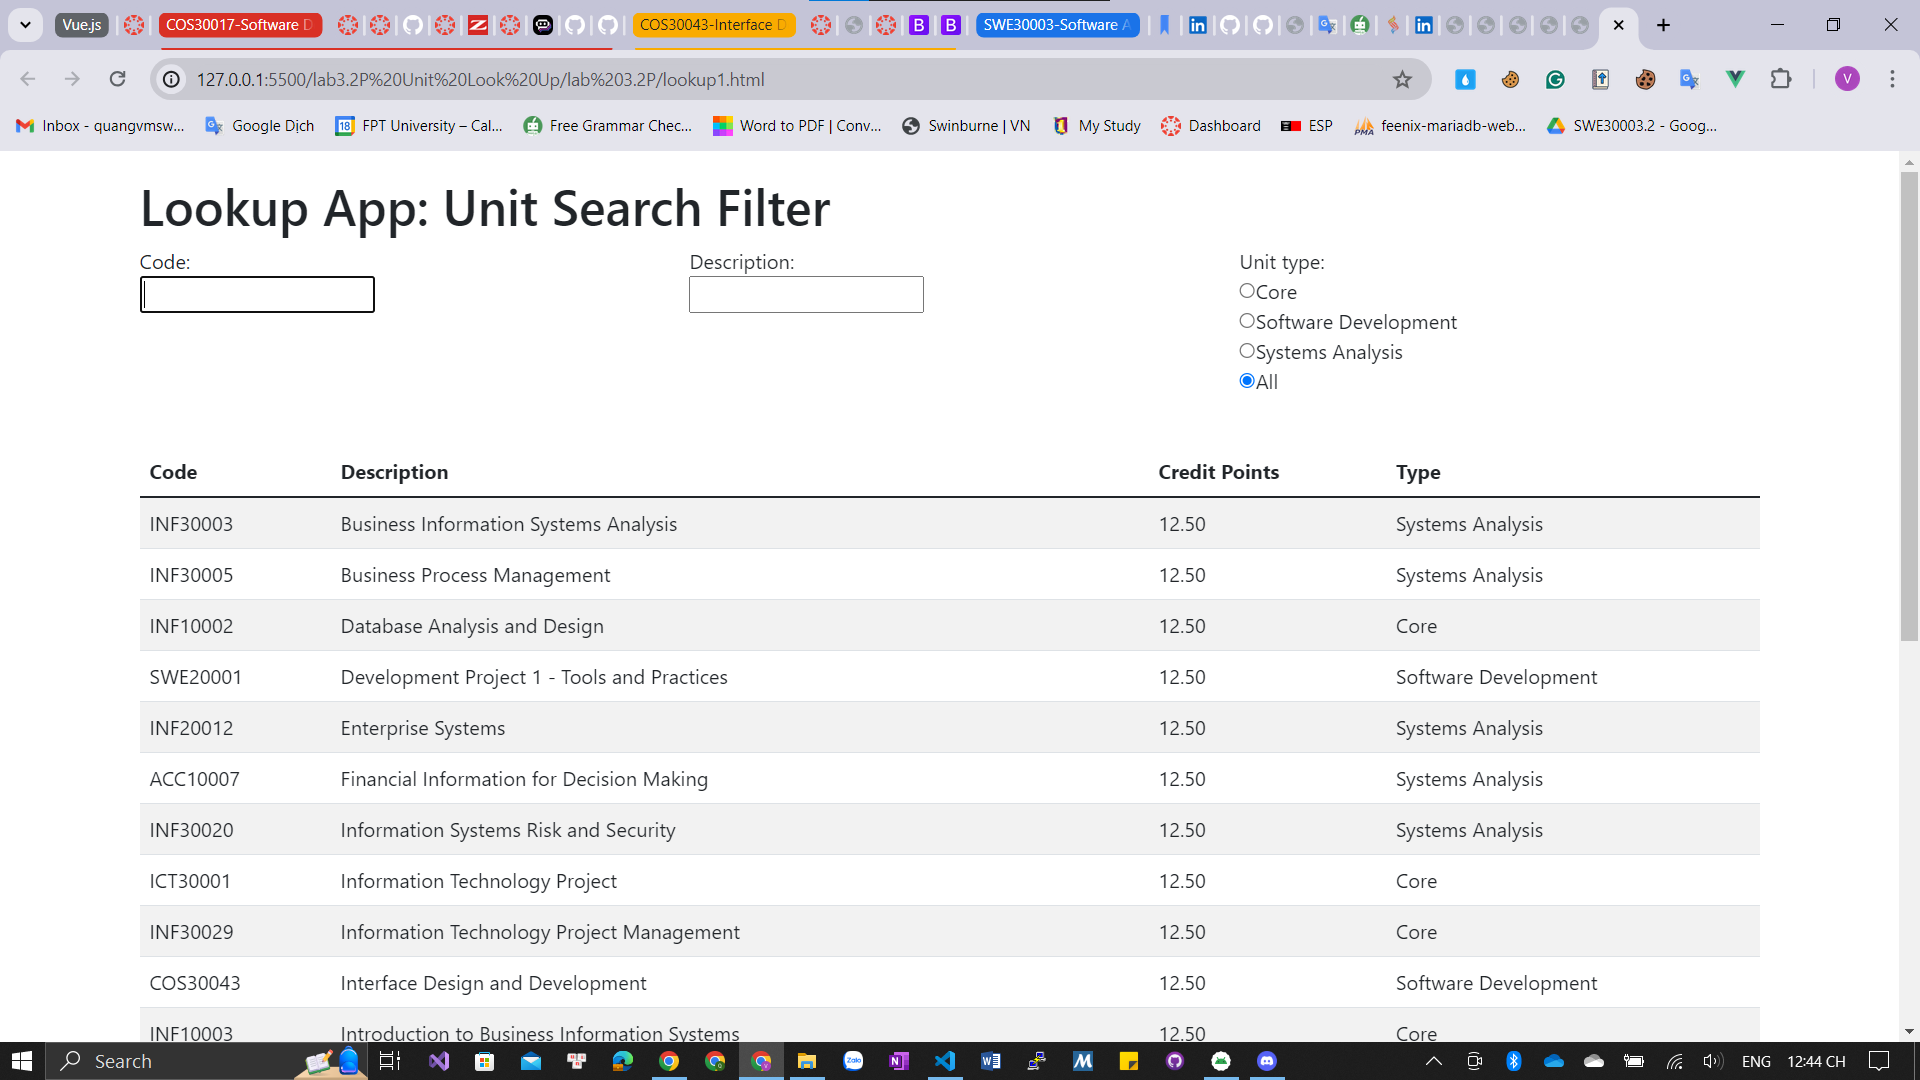 Vue.js
COS30017-Software D
COS30043-Interface D
SWE30003-Software A
127.0.0.1:5500/lab3.2P%20Unit%20Look%20Up/lab%203.2P/lookup1.html
V
Inbox - quangvmsw...
Google Dịch
18
FPT University – Cal...
Free Grammar Chec...
Word to PDF | Conv...
Swinburne | VN
My Study
Dashboard
ESP
feenix-mariadb-web...
SWE30003.2 - Goog...
Lookup App: Unit Search Filter
Code:
Description:
Unit type:
Core
Software Development
Systems Analysis
All
Code Description Credit Points Type
INF30003 Business Information Systems Analysis 12.50 Systems Analysis
INF30005 Business Process Management 12.50 Systems Analysis
INF10002 Database Analysis and Design 12.50 Core
SWE20001 Development Project 1 - Tools and Practices 12.50 Software Development
INF20012 Enterprise Systems 12.50 Systems Analysis
ACC10007 Financial Information for Decision Making 12.50 Systems Analysis
INF30020 Information Systems Risk and Security 12.50 Systems Analysis
ICT30001 Information Technology Project 12.50 Core
INF30029 Information Technology Project Management 12.50 Core
COS30043 Interface Design and Development 12.50 Software Development
INF10003 Introduction to Business Information Systems 12.50 Core
Search
ENG
12:44 CH